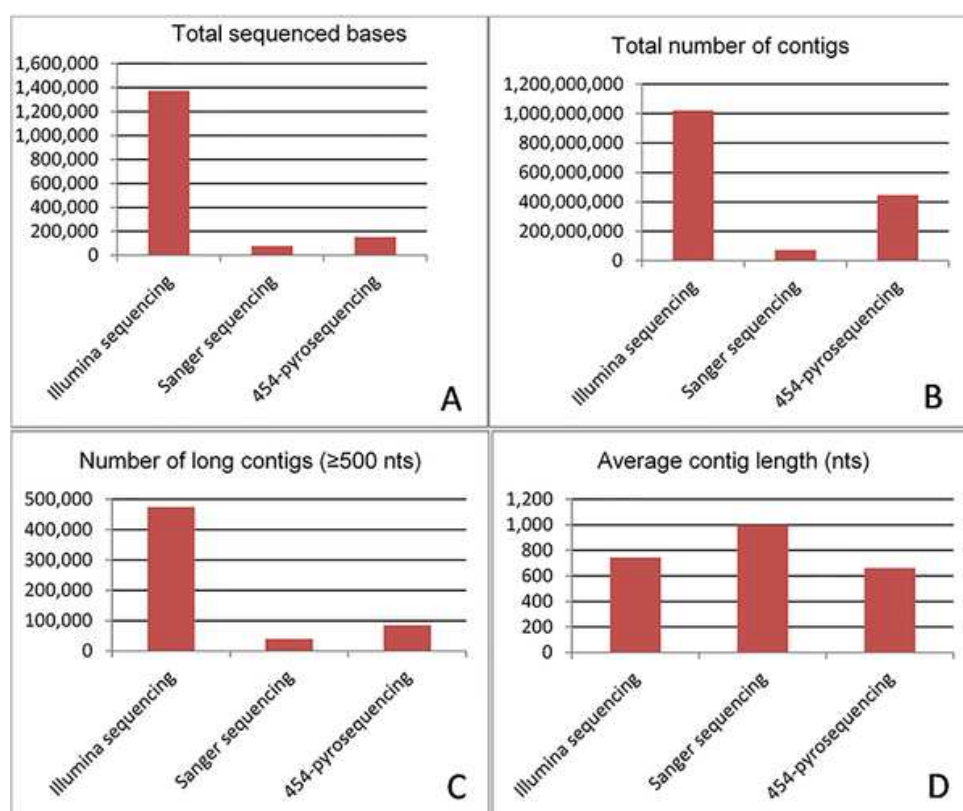 Total sequenced bases
1,600,000
1,400,000
1,200,000
1,000,000
800,000
600,000
400,000
200,000
0
Illumina sequencing
Sanger sequencing
454-pyrosequencing
A
Total number of contigs
1,200,000,000
1,000,000,000
800,000,000
600,000,000
400,000,000
200,000,000
0
Illumina sequencing
Sanger sequencing
454-pyrosequencing
B
Number of long contigs (≥500 nts)
500,000
400,000
300,000
200,000
100,000
0
Illumina sequencing
Sanger sequencing
454-pyrosequencing
C
Average contig length (nts)
1,200
1,000
800
600
400
200
0
Illumina sequencing
Sanger sequencing
454-pyrosequencing
D